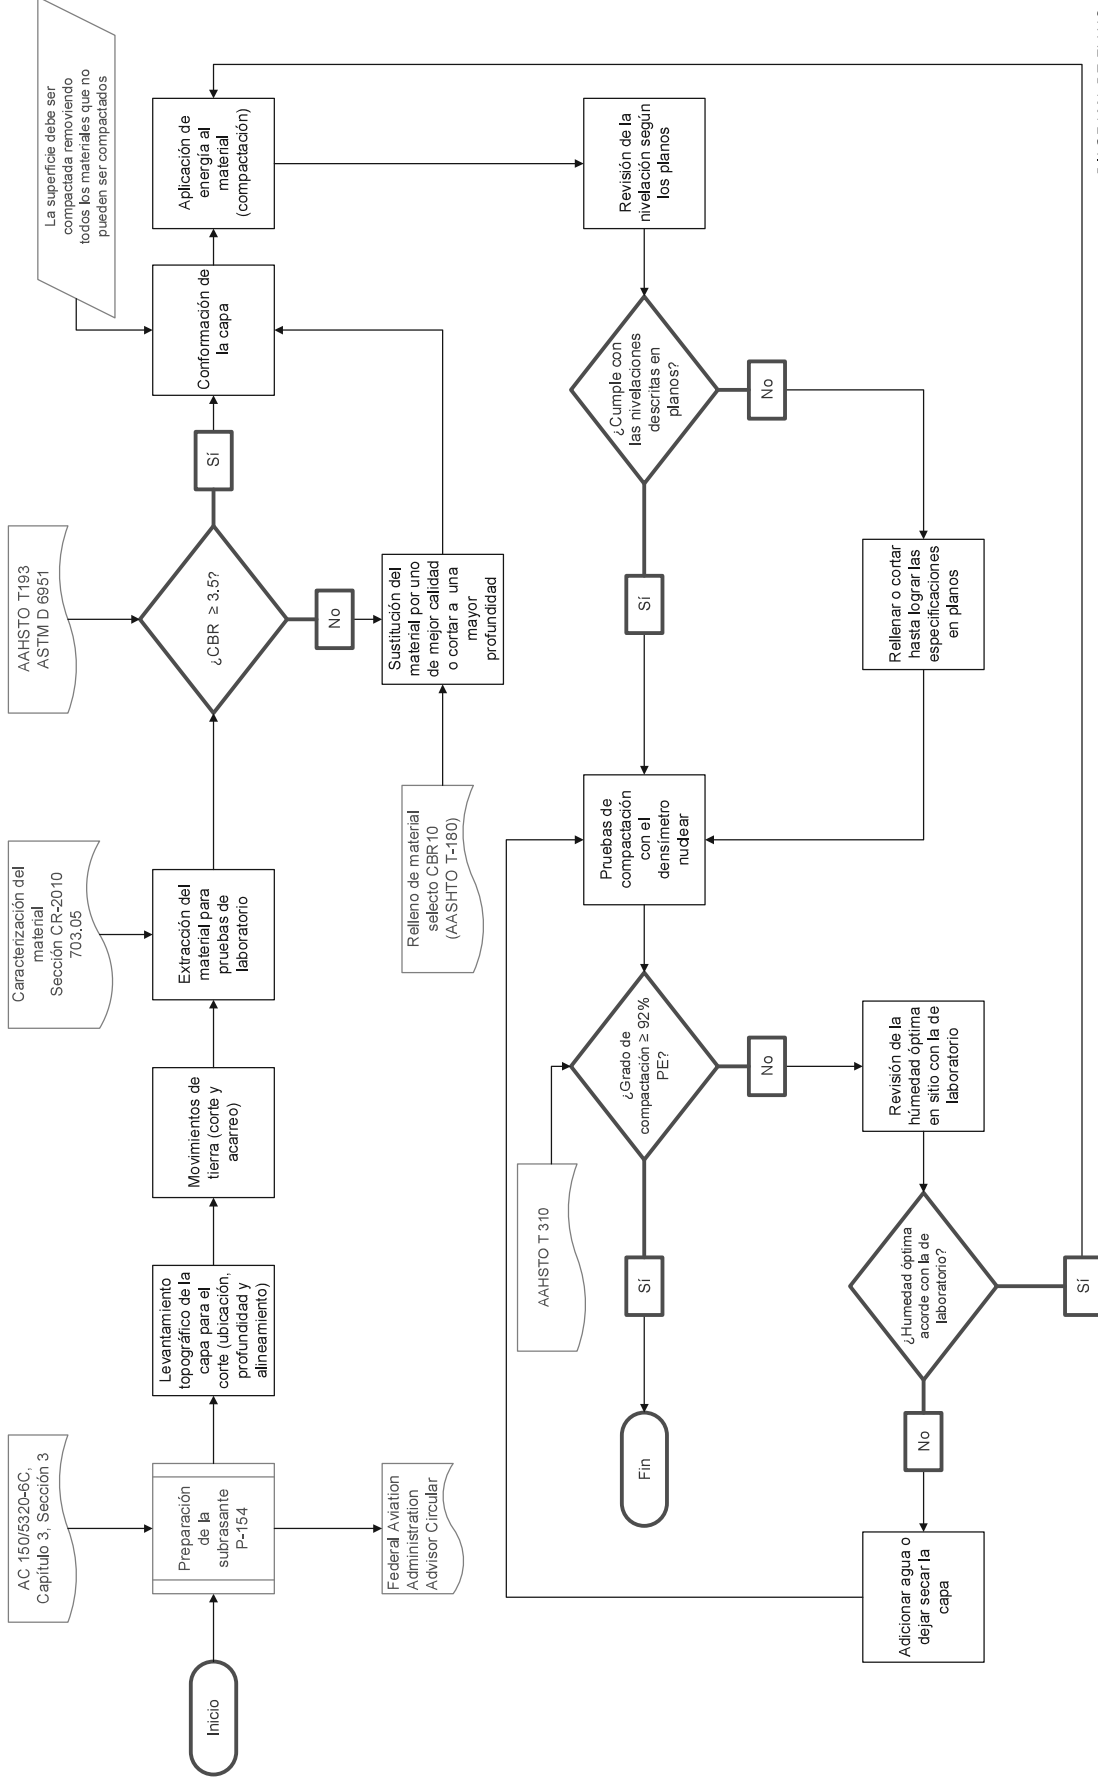 Inicio
AC 150/5320-6C,
Capítulo 3, Sección 3
Preparación
de la
subrasante
P-154
Federal Aviation
Administration
Advisor Circular
Levantamiento
topográfico de la
capa para el
corte (ubicación,
profundidad y
alineamiento)
Movimientos de
tierra (corte y
acarreo)
Caracterización del
material
Sección CR-2010
703.05
Extracción del
material para
pruebas de
laboratorio
AAHSTO T193
ASTM D 6951
¿CBR ≥ 3.5?
Sí
No
Relleno de material
selecto CBR10
(AASHTO T-180)
Sustitución del
material por uno
de mejor calidad
o cortar a una
mayor
profundidad
La superficie debe ser
compactada removiendo
todos los materiales que no
pueden ser compactados
Conformación de
la capa
Aplicación de
energía al
material
(compactación)
Revisión de la
nivelación según
los planos
¿Cumple con
las nivelaciones
descritas en
planos?
Sí
No
Rellenar o cortar
hasta lograr las
especificaciones
en planos
Pruebas de
compactación
con el
densímetro
nuclear
AAHSTO T 310
¿Grado de
compactación ≥ 92%
PE?
Sí
No
Fin
Revisión de la
húmedad óptima
en sitio con la de
laboratorio
¿Humedad óptima
acorde con la de
laboratorio?
Sí
No
Adicionar agua o
dejar secar la
capa